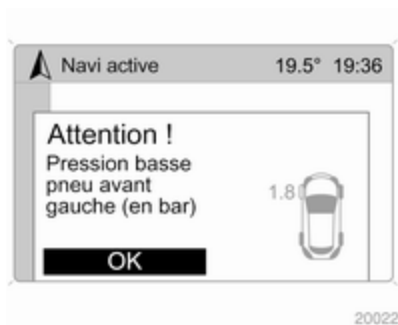 Navi active 19.5° 19:36
Attention !
Pression basse
pneu avant
gauche (en bar)
1.8
OK
20022